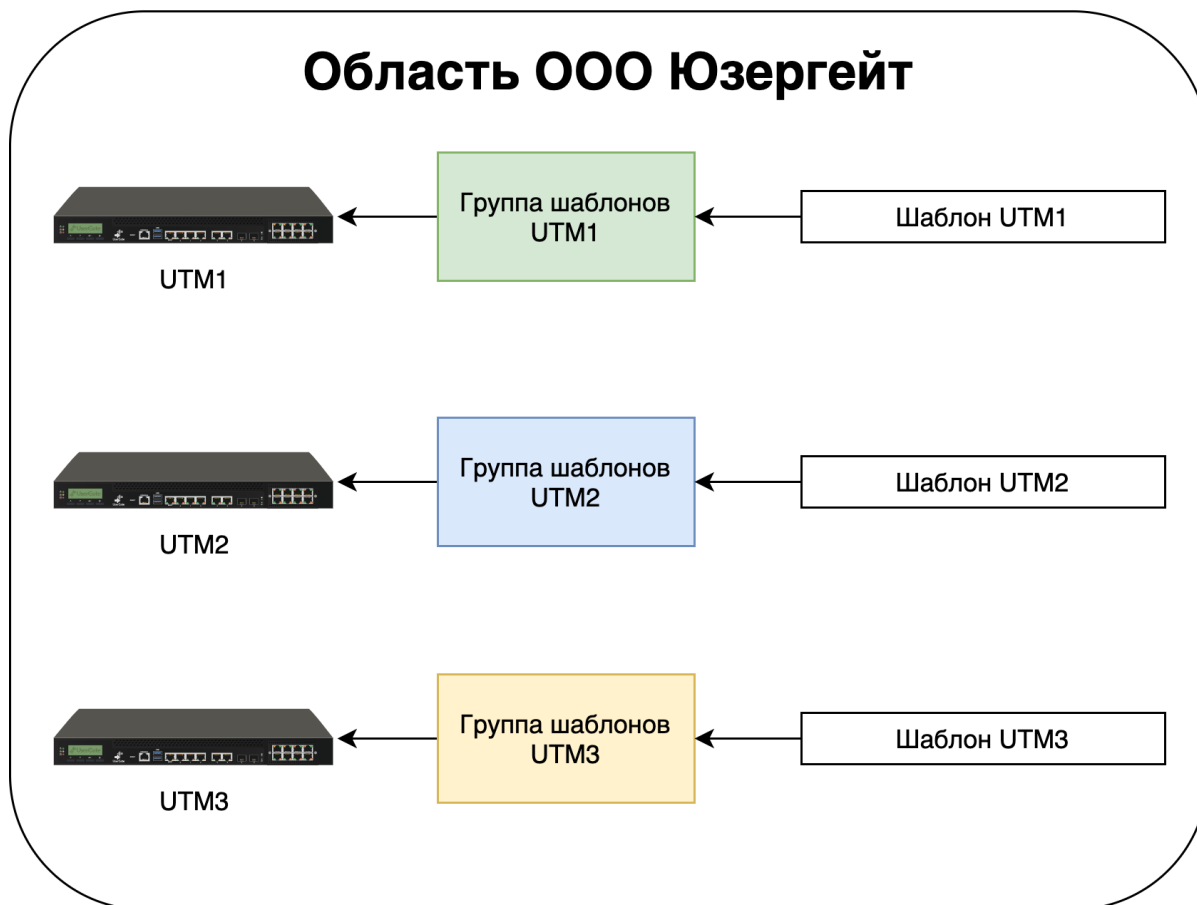 Область ООО Юзергейт
Группа шаблонов
UTM1
Шаблон UTM1
UTM1
Группа шаблонов
UTM2
Шаблон UTM2
UTM2
Группа шаблонов
UTM3
Шаблон UTM3
UTM3